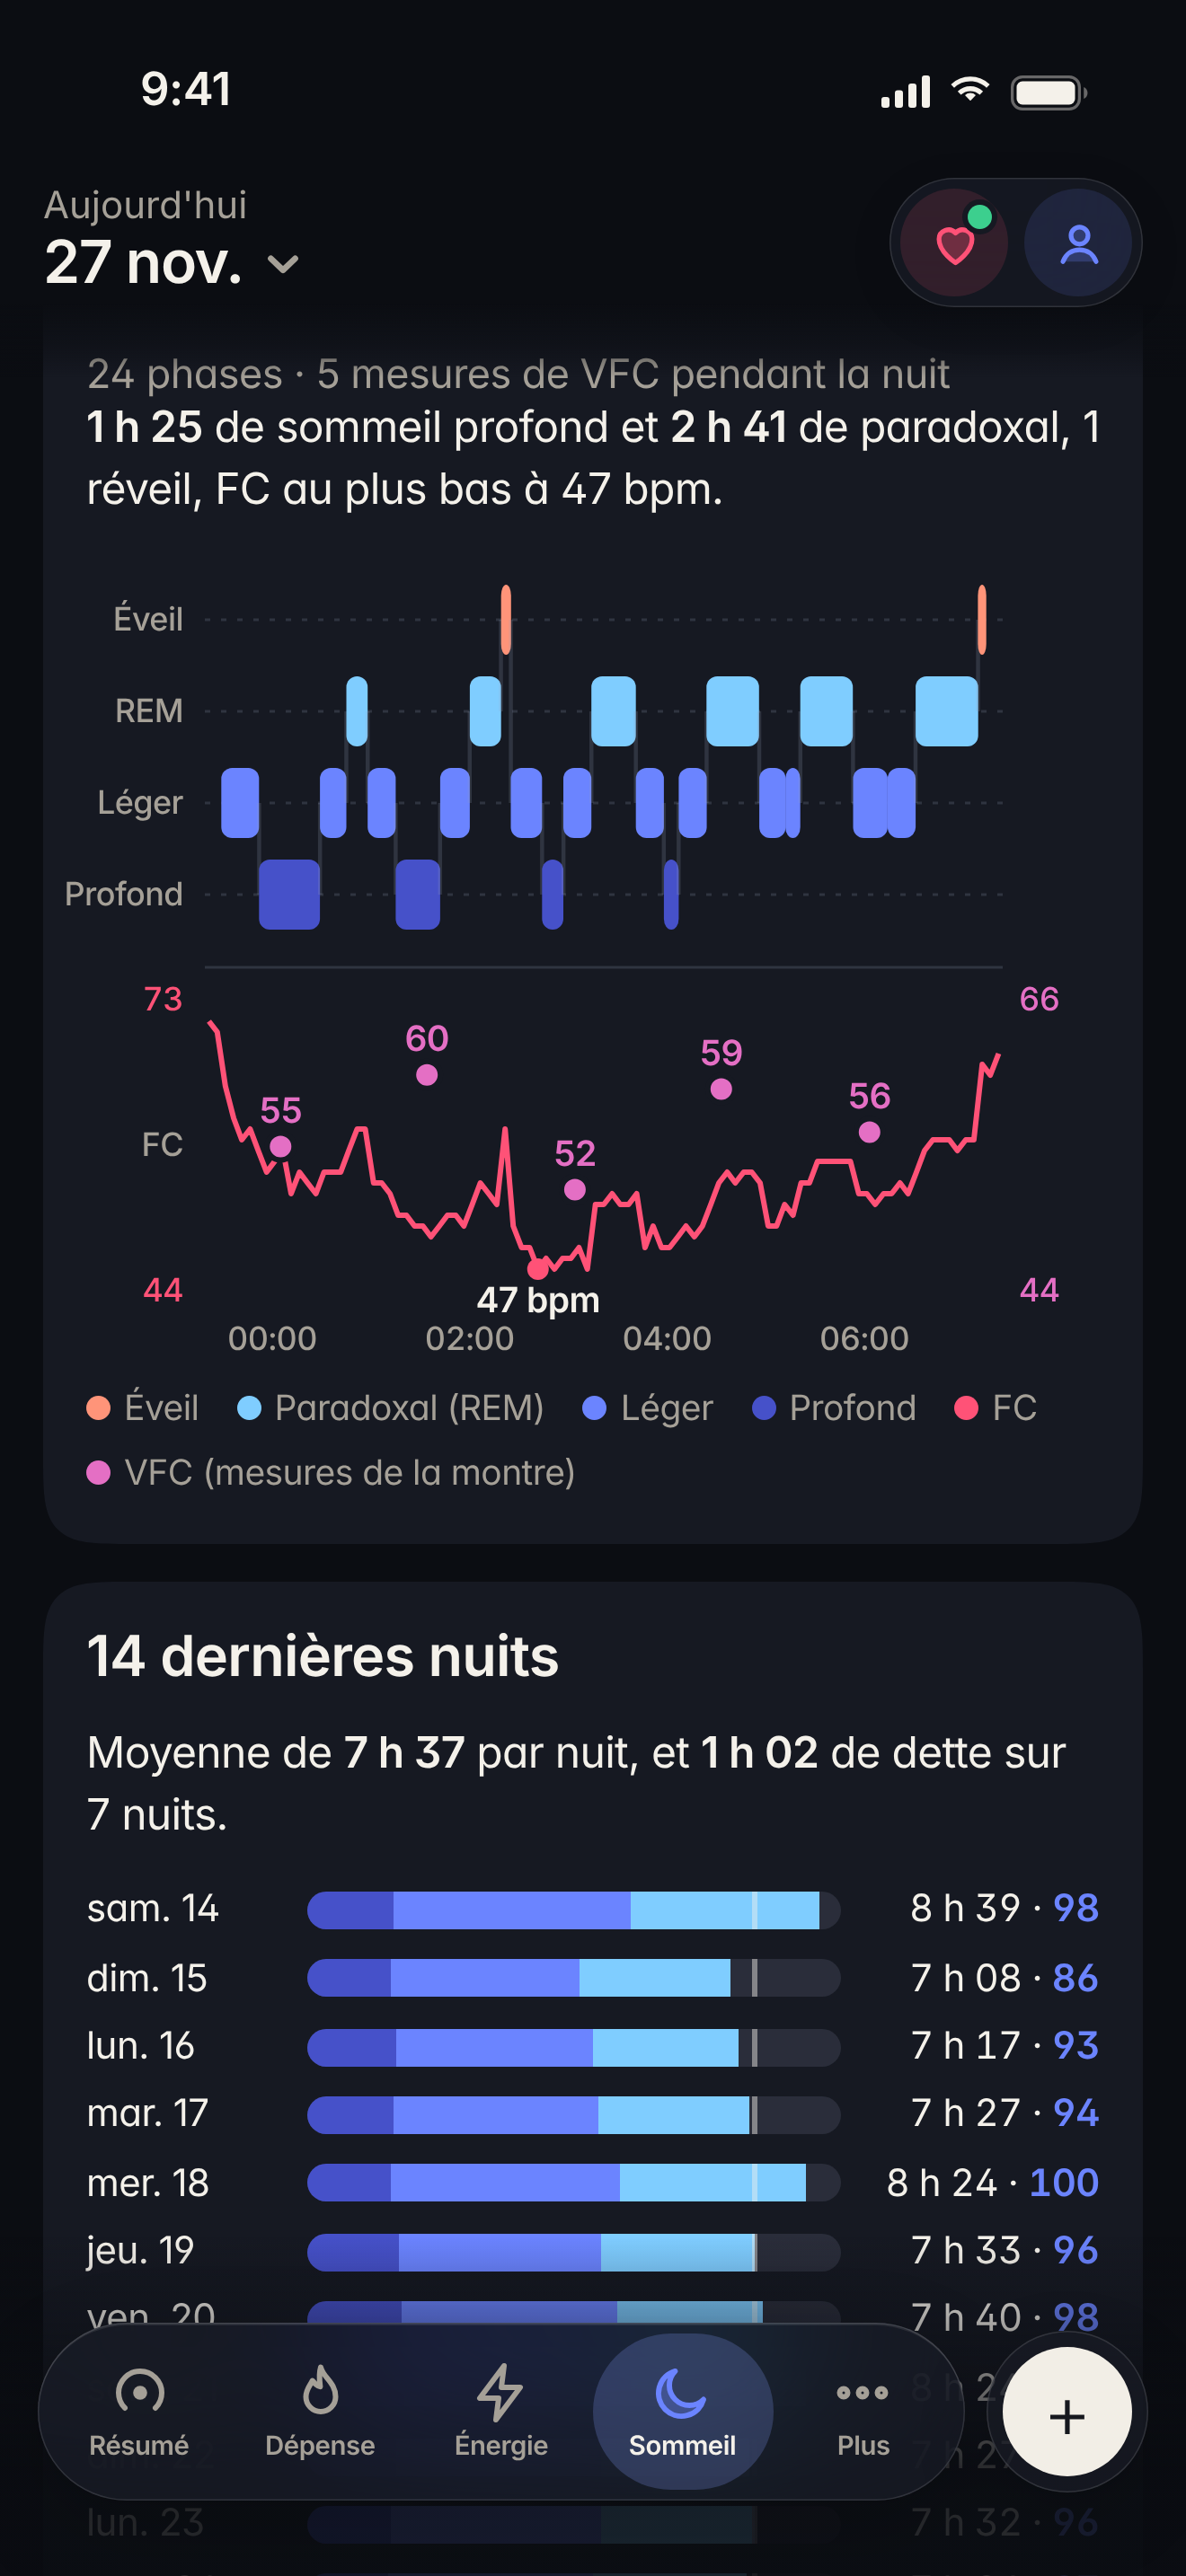 9:41
Aujourd'hui
27 nov.
24 phases · 5 mesures de VFC pendant la nuit
1 h 25 de sommeil profond et 2 h 41 de paradoxal, 1
réveil, FC au plus bas à 47 bpm.
Éveil
REM
Léger
Profond
73
66
60
59
55
56
FC
52
44
44
47 bpm
00:00 02:00 04:00 06:00
Éveil Paradoxal (REM) Léger Profond FC
VFC (mesures de la montre)
14 dernières nuits
Moyenne de 7 h 37 par nuit, et 1 h 02 de dette sur
7 nuits.
sam. 14 8 h 39 · 98
dim. 15 7 h 08 · 86
lun. 16 7 h 17 · 93
mar. 17 7 h 27 · 94
mer. 18 8 h 24 · 100
jeu. 19 7 h 33 · 96
ven. 20 7 h 40 · 98
Résumé Dépense Énergie Sommeil Plus
+
lun. 23 7 h 32 · 96